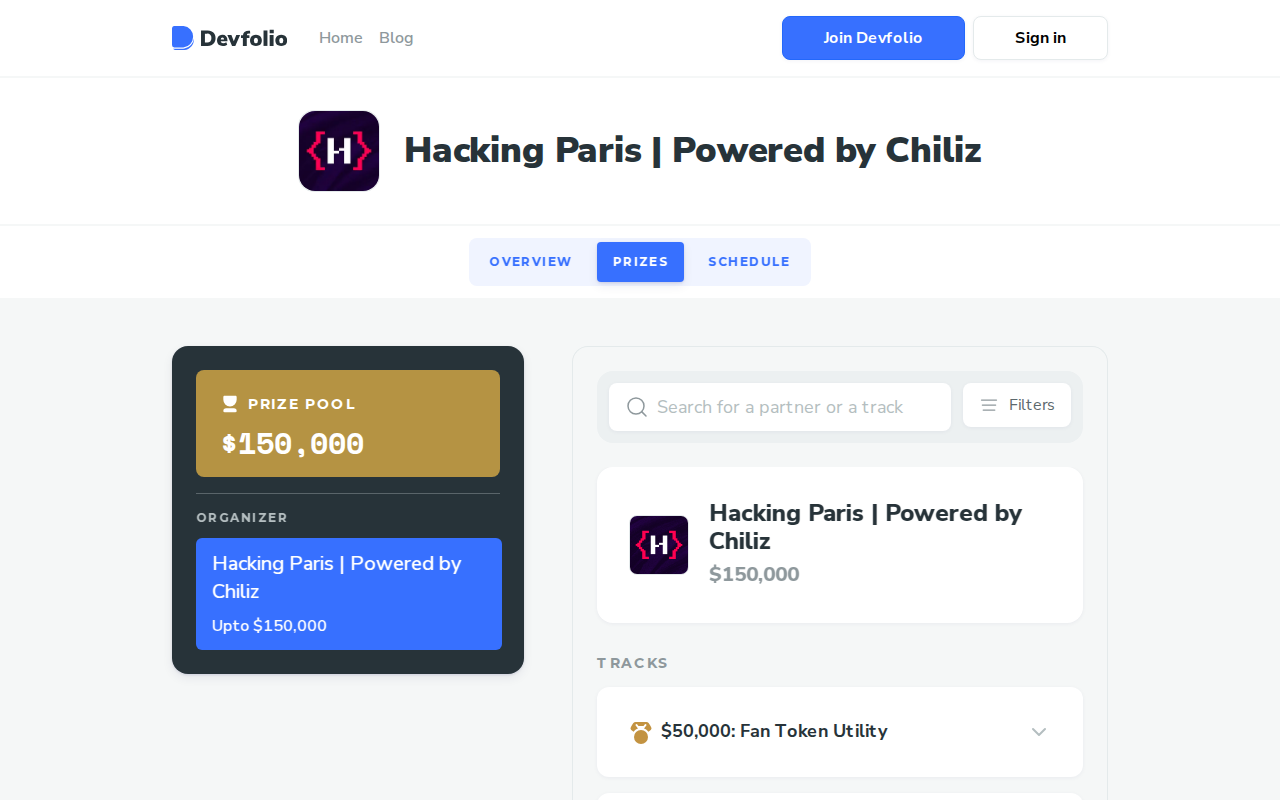 Devfolio
Home
Blog
Join Devfolio
Sign in
{H}
Hacking Paris | Powered by Chiliz
OVERVIEW
PRIZES
SCHEDULE
PRIZE POOL
$150,000
ORGANIZER
Hacking Paris | Powered by
Chiliz
Upto $150,000
Search for a partner or a track
Filters
{H}
Hacking Paris | Powered by
Chiliz
$150,000
TRACKS
$50,000: Fan Token Utility